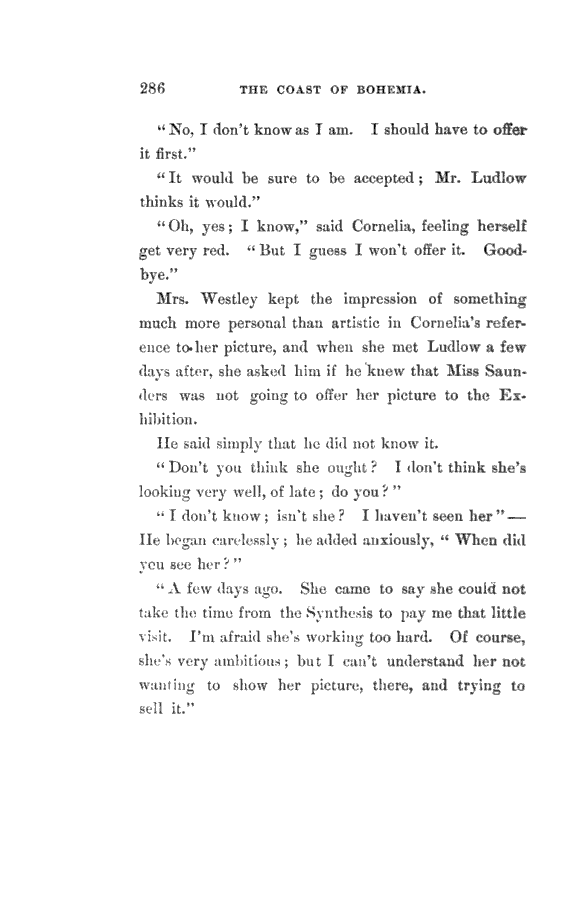 286 THE COAST OF BOHEMIA.
“No, I don’t know as I am. I should have to offer
it first.”
“It would be sure to be accepted; Mr. Ludlow
thinks it would.”
“Oh, yes; I know,” said Cornelia, feeling herself
get very red. “But I guess I won’t offer it. Good-
bye.”
Mrs. Westley kept the impression of something
much more personal than artistic in Cornelia’s refer-
ence to her picture, and when she met Ludlow a few
days after, she asked him if he knew that Miss Saun-
ders was not going to offer her picture to the Ex-
hibition.
He said simply that he did not know it.
“Don’t you think she ought? I don’t think she’s
looking very well, of late; do you?”
“I don’t know; isn’t she? I haven’t seen her”—
He began carelessly; he added anxiously, “When did
you see her?”
“A few days ago. She came to say she could not
take the time from the Synthesis to pay me that little
visit. I’m afraid she’s working too hard. Of course,
she’s very ambitious; but I can’t understand her not
wanting to show her picture, there, and trying to
sell it.”